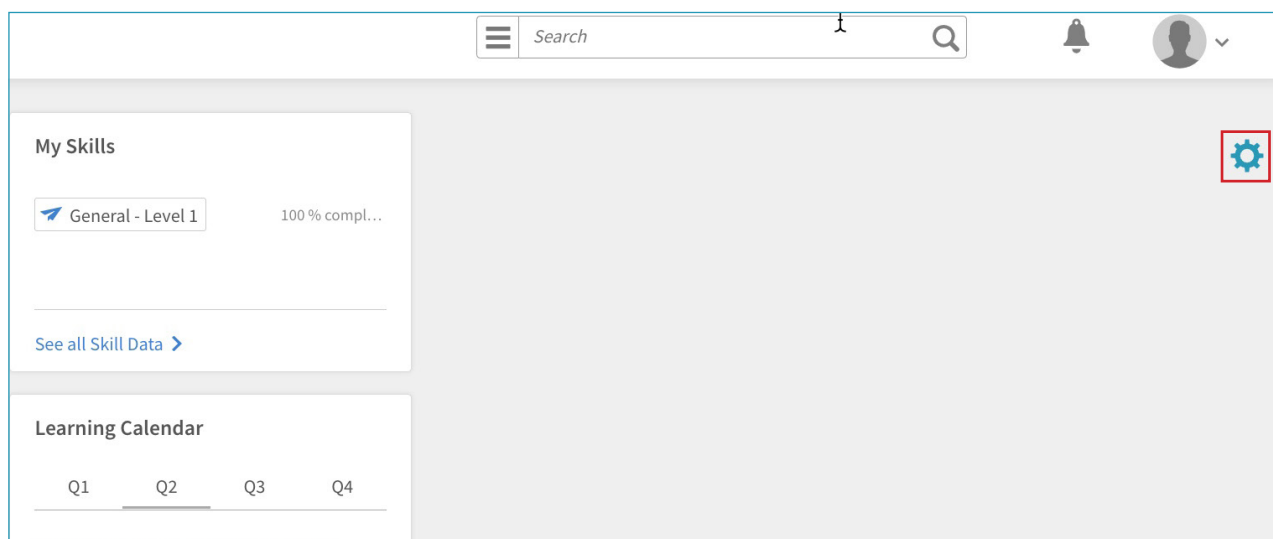 Search
My Skills
General - Level 1
100 % compl...
See all Skill Data
Learning Calendar
Q1 Q2 Q3 Q4